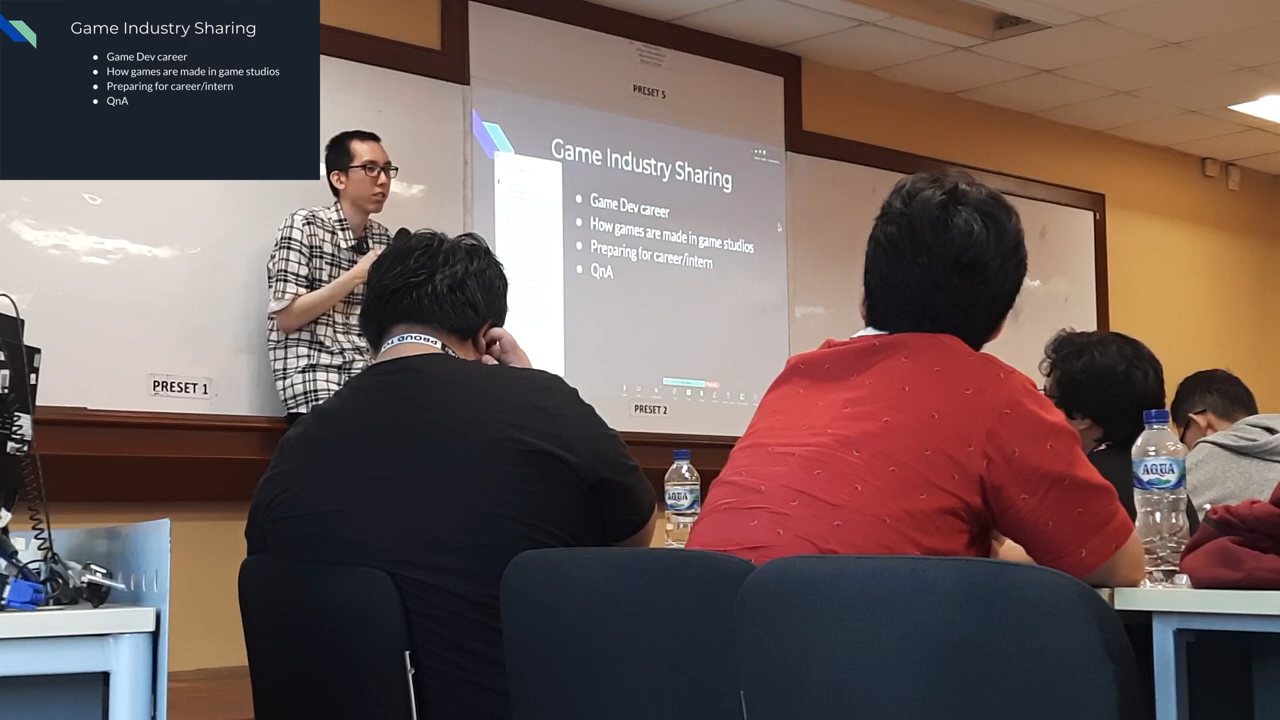 Game Industry Sharing
Game Dev career
How games are made in game studios
Preparing for career/intern
QnA
PRESET 5
Game Industry Sharing
Game Dev career
How games are made in game studios
Preparing for career/intern
QnA
PRESET 1
PRESET 2
PROUD TO
AQUA
AQUA